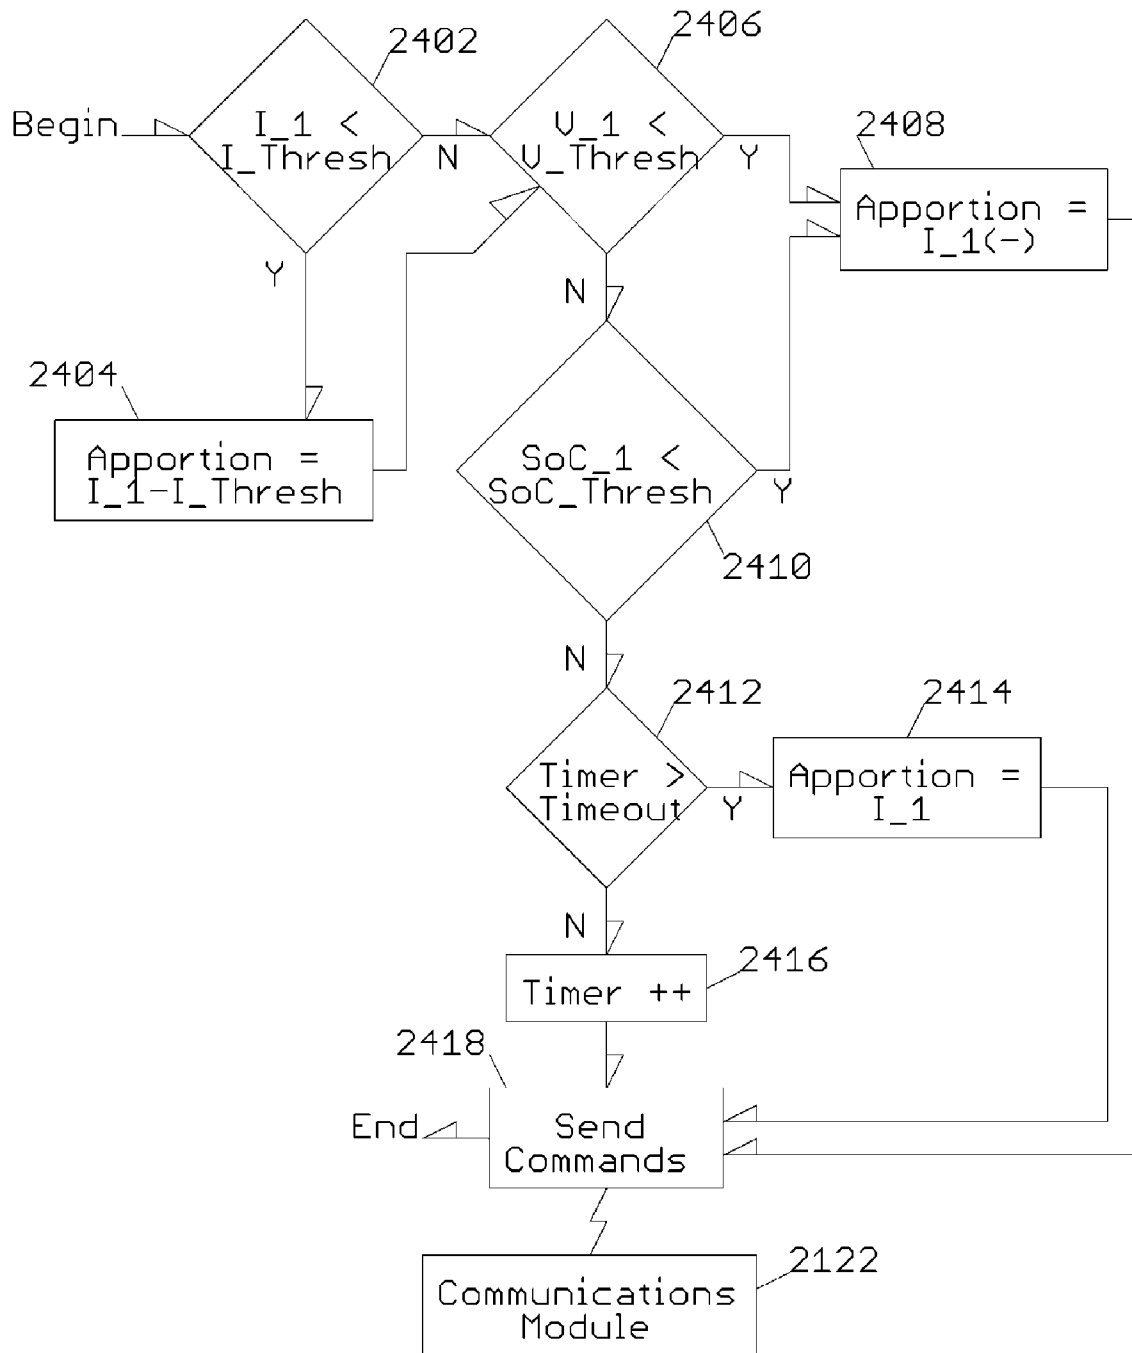 2402
2406
Begin
I_1 <
I_Thresh
N
Y
V_1 <
V_Thresh
Y
2408
Apportion =
I_1(-)
N
2404
Apportion =
I_1-I_Thresh
SoC_1 <
SoC_Thresh
Y
2410
N
2412
Timer >
Timeout
Y
2414
Apportion =
I_1
N
2416
Timer ++
2418
End
Send
Commands
2122
Communications
Module